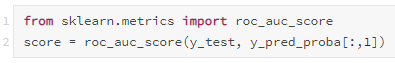 1 from sklearn.metrics import roc_auc_score
2 score = roc_auc_score(y_test, y_pred_proba[:,1])